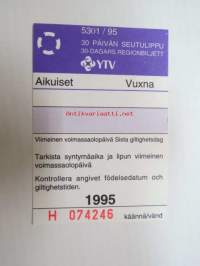 5301 / 95
30 PÄIVÄN SEUTULIPPU
30-DAGARS REGIONBILJETT
YTV
Aikuiset Vuxna
Viimeinen voimassaolopäivä Sista giltighetsdag
Tarkista syntymäaika ja lipun viimeinen
voimassaolopäivä
Kontrollera angivet födelsedatum och
giltighetstiden.
1995
H 074246 käännä/vänd